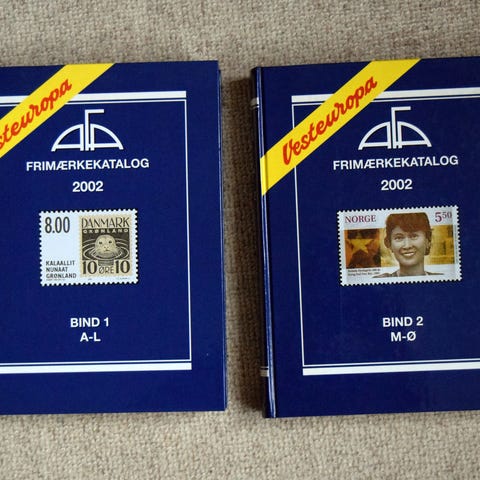 Vesteuropa
AFA
FRIMÆRKEKATALOG
2002
8.00
DANMARK
GRØNLAND
KALAALLIT
NUNAAT
GRØNLAND
10 ØRE 10
BIND 1
A-L
Vesteuropa
AFA
FRIMÆRKEKATALOG
2002
NORGE
5,50
BIND 2
M-Ø